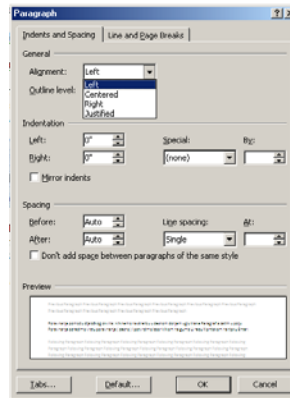 Paragraph
Indents and Spacing Line and Page Breaks
General
Alignment: Left
Left
Centered
Right
Justified
Outline level:
Indentation
Left: 0" Special: By:
Right: 0" (none)
Mirror indents
Spacing
Before: Auto Line spacing: At:
After: Auto Single
Don't add space between paragraphs of the same style
Preview
Tabs... Default... OK Cancel